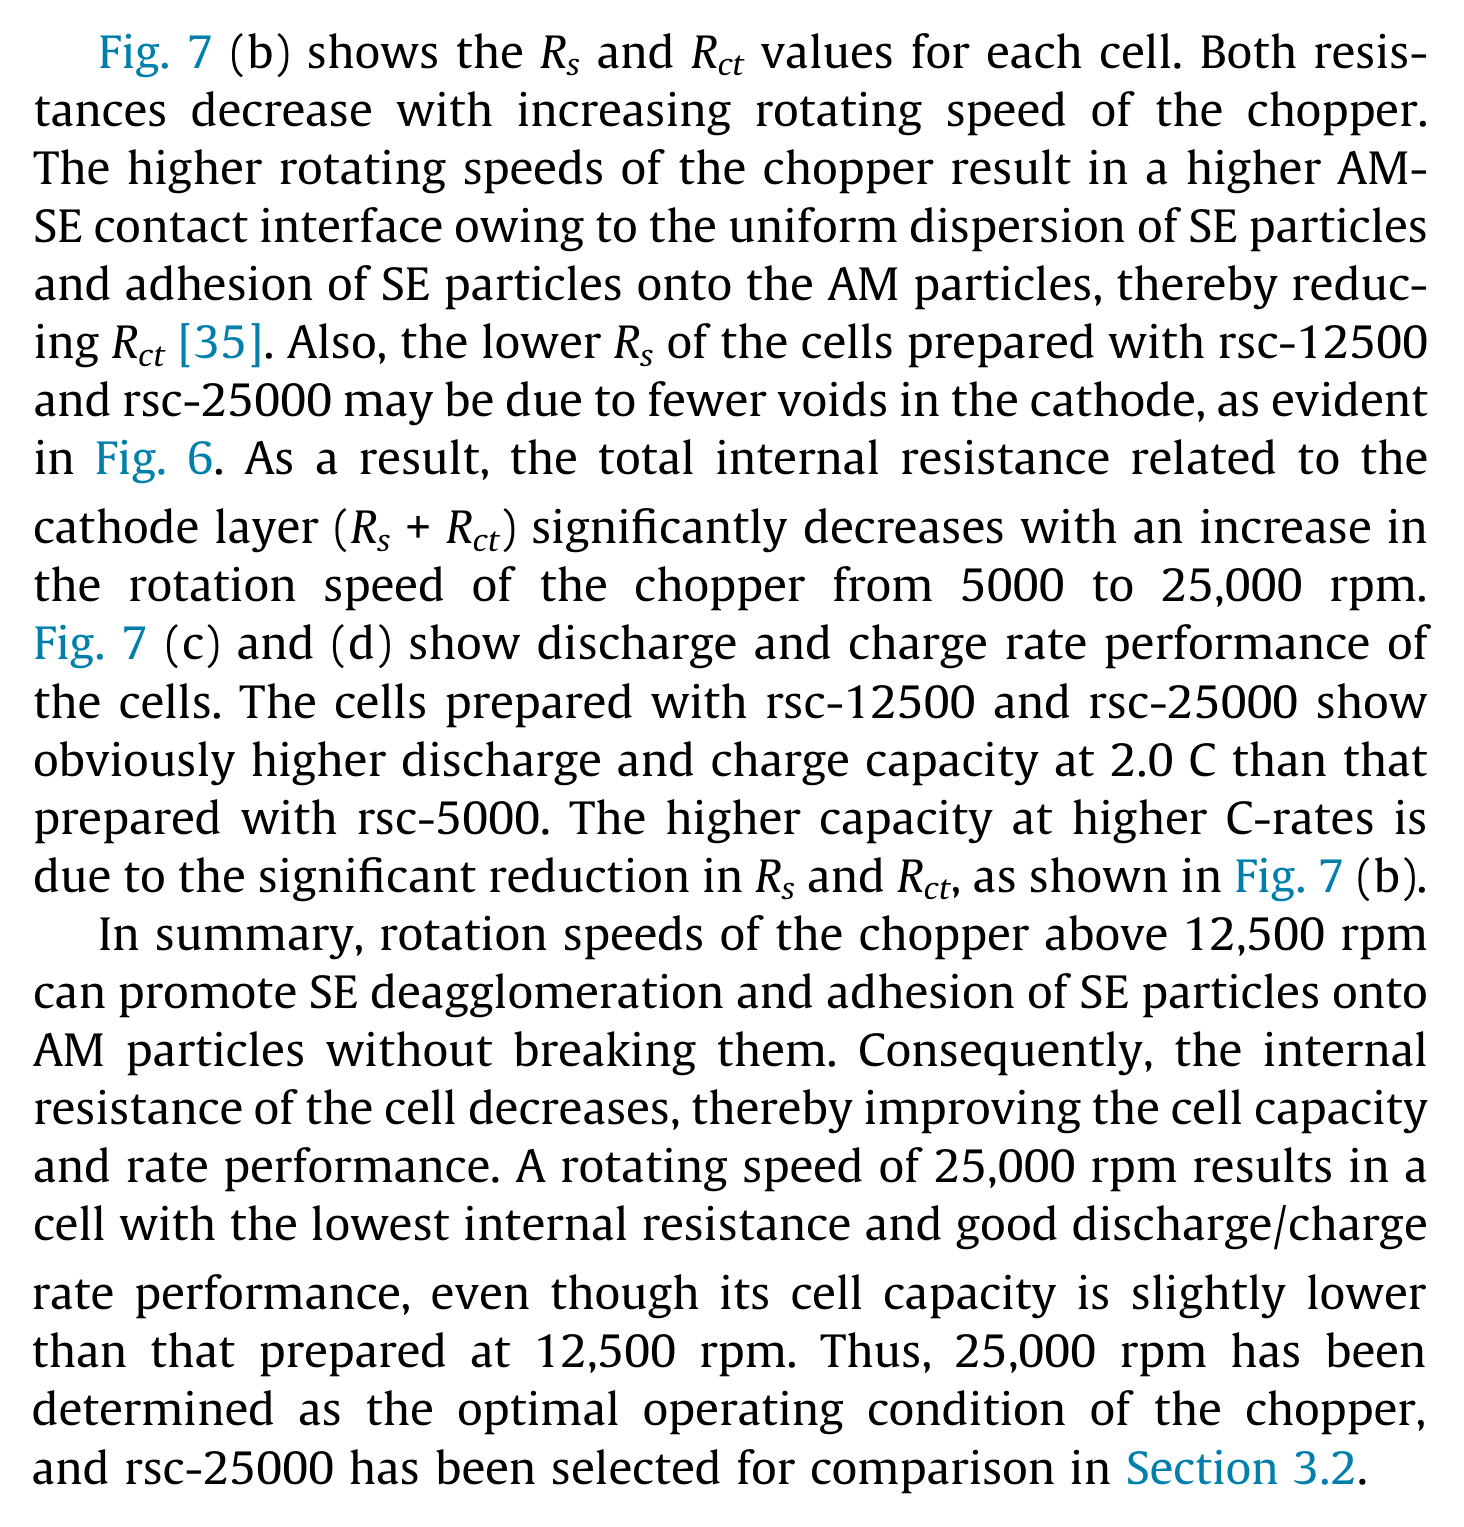 Fig. 7 (b) shows the Rs and Rct values for each cell. Both resis-
tances decrease with increasing rotating speed of the chopper.
The higher rotating speeds of the chopper result in a higher AM-
SE contact interface owing to the uniform dispersion of SE particles
and adhesion of SE particles onto the AM particles, thereby reduc-
ing Rct [35]. Also, the lower Rs of the cells prepared with rsc-12500
and rsc-25000 may be due to fewer voids in the cathode, as evident
in Fig. 6. As a result, the total internal resistance related to the
cathode layer (Rs + Rct) significantly decreases with an increase in
the rotation speed of the chopper from 5000 to 25,000 rpm.
Fig. 7 (c) and (d) show discharge and charge rate performance of
the cells. The cells prepared with rsc-12500 and rsc-25000 show
obviously higher discharge and charge capacity at 2.0 C than that
prepared with rsc-5000. The higher capacity at higher C-rates is
due to the significant reduction in Rs and Rct, as shown in Fig. 7 (b).
In summary, rotation speeds of the chopper above 12,500 rpm
can promote SE deagglomeration and adhesion of SE particles onto
AM particles without breaking them. Consequently, the internal
resistance of the cell decreases, thereby improving the cell capacity
and rate performance. A rotating speed of 25,000 rpm results in a
cell with the lowest internal resistance and good discharge/charge
rate performance, even though its cell capacity is slightly lower
than that prepared at 12,500 rpm. Thus, 25,000 rpm has been
determined as the optimal operating condition of the chopper,
and rsc-25000 has been selected for comparison in Section 3.2.